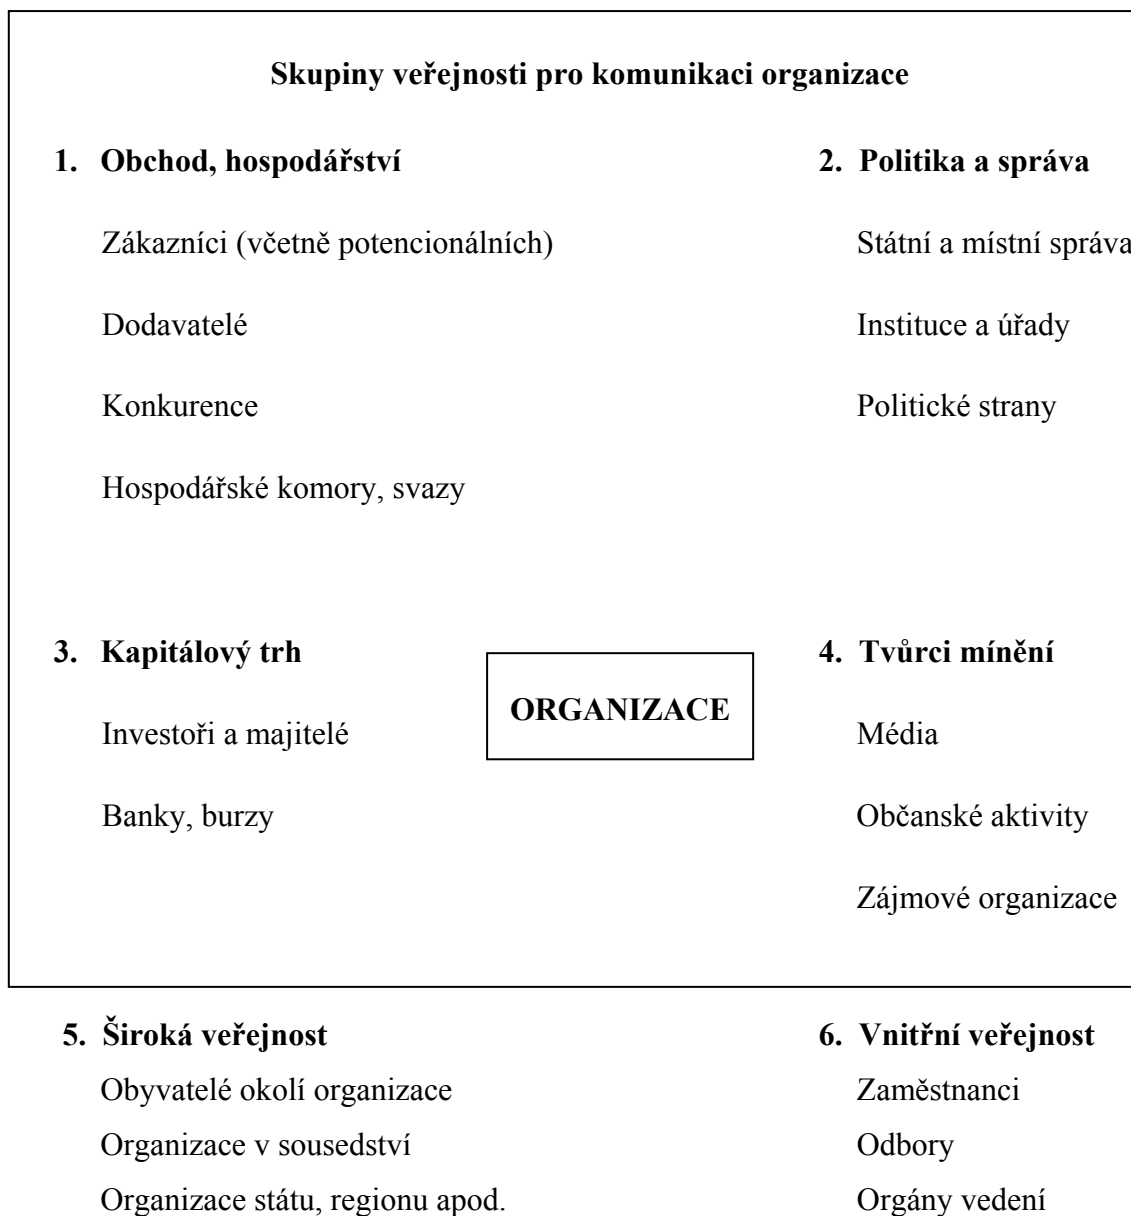 Skupiny veřejnosti pro komunikaci organizace
1. Obchod, hospodářství
Zákazníci (včetně potencionálních)
Dodavatelé
Konkurence
Hospodářské komory, svazy
2. Politika a správa
Státní a místní správa
Instituce a úřady
Politické strany
3. Kapitálový trh
Investoři a majitelé
Banky, burzy
ORGANIZACE
4. Tvůrci mínění
Média
Občanské aktivity
Zájmové organizace
5. Široká veřejnost
Obyvatelé okolí organizace
Organizace v sousedství
Organizace státu, regionu apod.
6. Vnitřní veřejnost
Zaměstnanci
Odbory
Orgány vedení